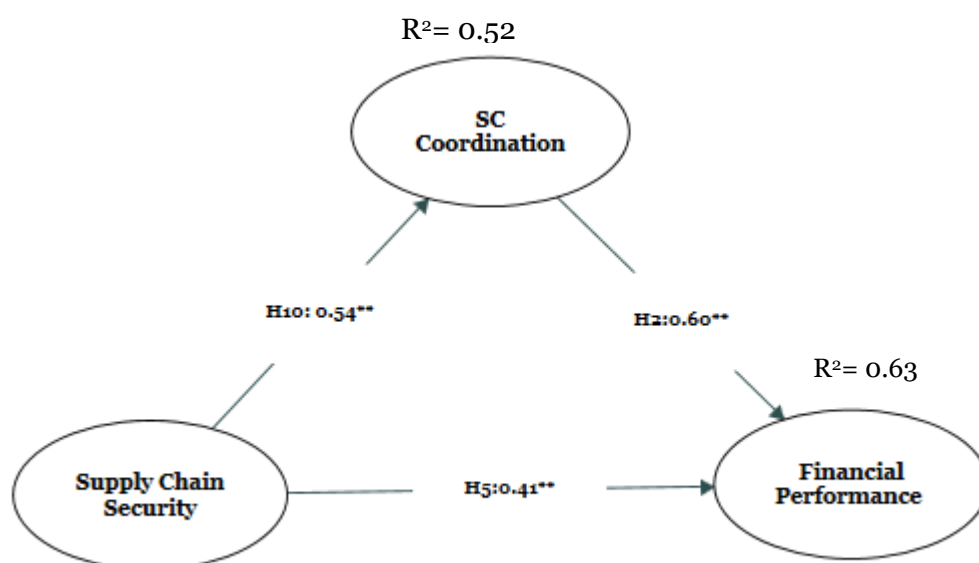 R²= 0.52
SC
Coordination
H10: 0.54**
H2:0.60**
R²= 0.63
Supply Chain
Security
H5:0.41**
Financial
Performance